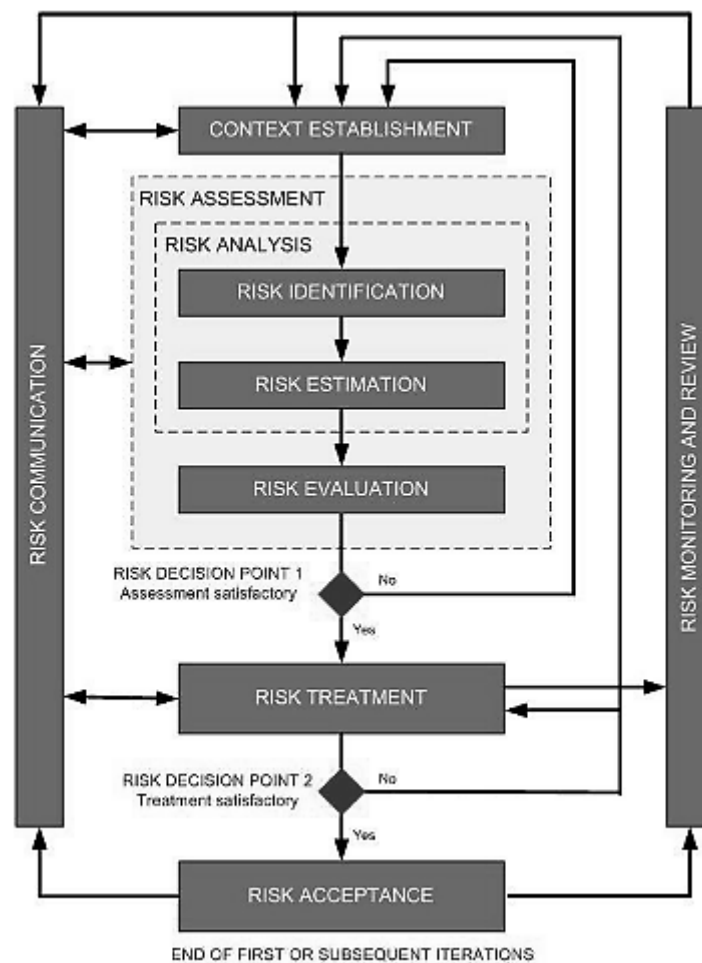 CONTEXT ESTABLISHMENT
RISK ASSESSMENT
RISK ANALYSIS
RISK IDENTIFICATION
RISK ESTIMATION
RISK EVALUATION
RISK DECISION POINT 1
Assessment satisfactory
No
Yes
RISK TREATMENT
RISK DECISION POINT 2
Treatment satisfactory
No
Yes
RISK ACCEPTANCE
END OF FIRST OR SUBSEQUENT ITERATIONS
RISK COMMUNICATION
RISK MONITORING AND REVIEW